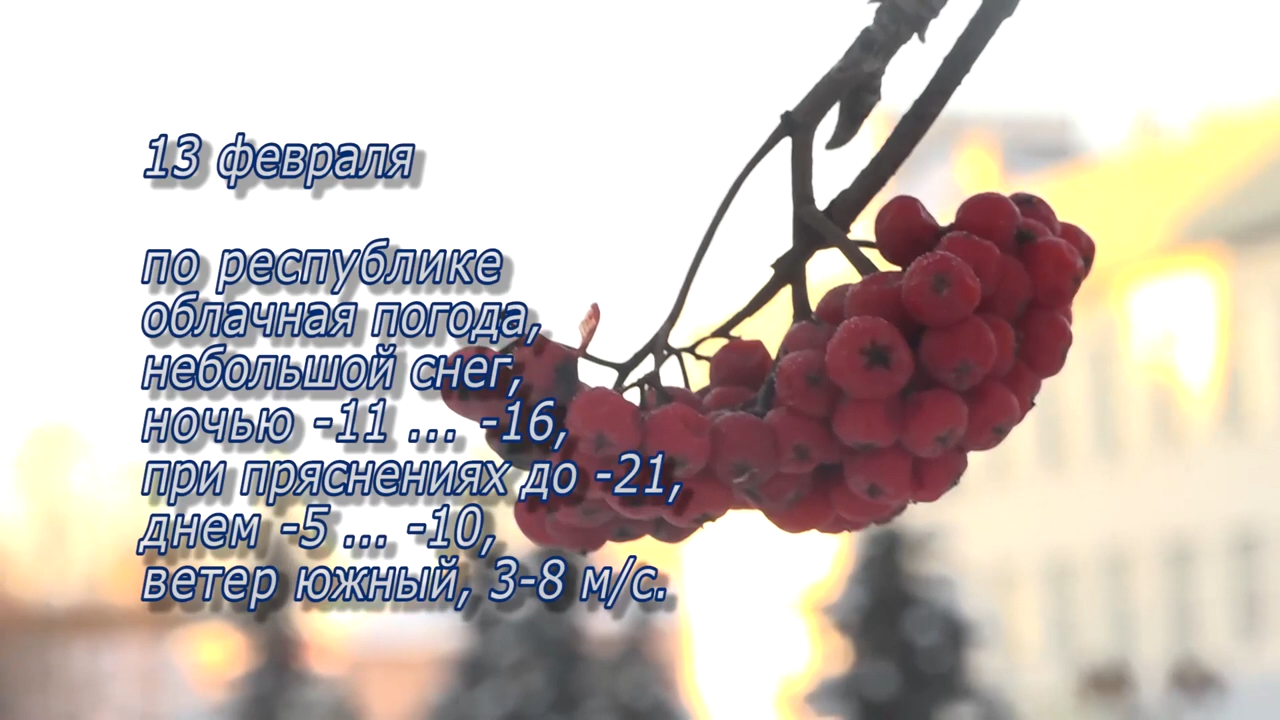 13 февраля
по республике
облачная погода,
небольшой снег,
ночью -11 ... -16,
при пряснениях до -21,
днем -5 ... -10,
ветер южный, 3-8 м/с.